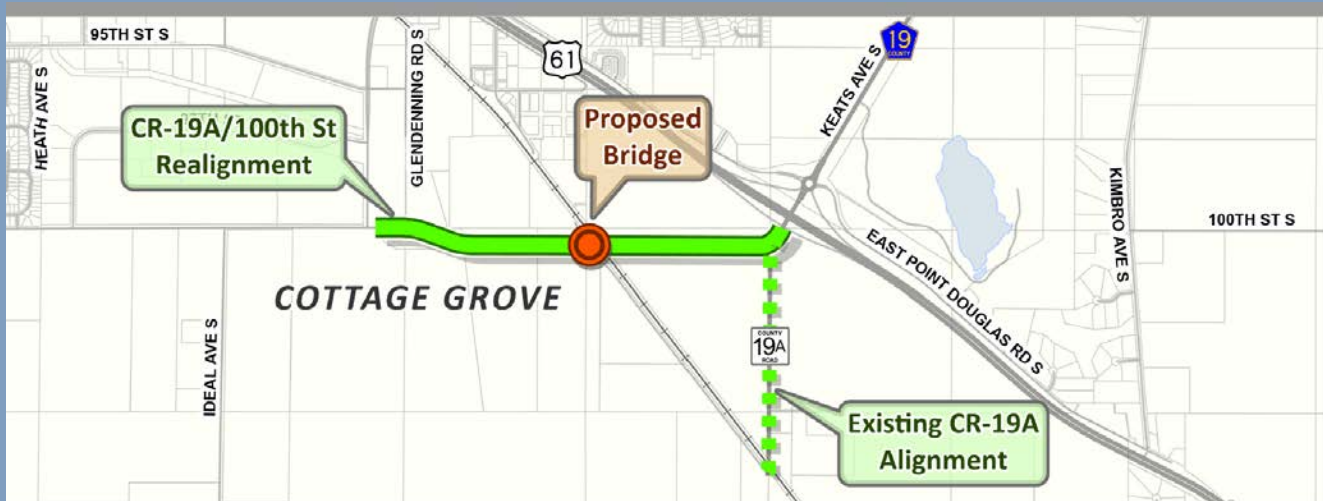 95TH ST S
HEATH AVE S
GLENDENNING RD S
61
19
COUNTY
KEATS AVE S
CR-19A/100th St
Realignment
Proposed
Bridge
KIMBRO AVE S
100TH ST S
EAST POINT DOUGLAS RD S
COTTAGE GROVE
IDEAL AVE S
COUNTY
19A
ROAD
Existing CR-19A
Alignment